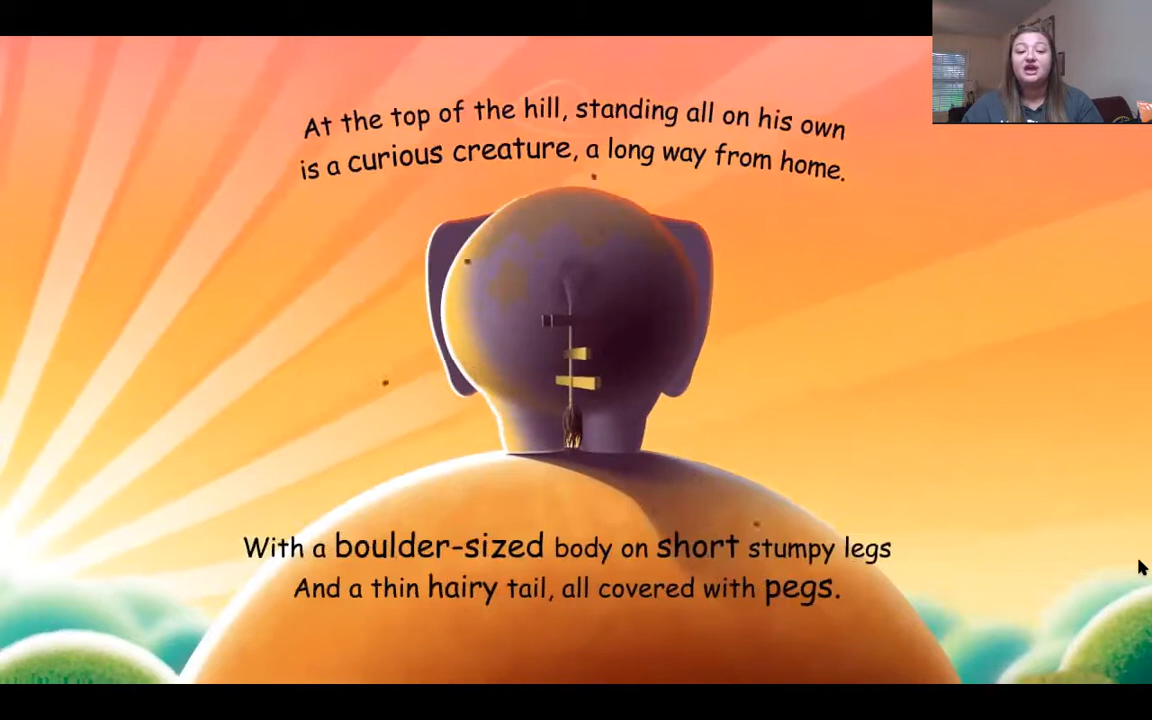 At the top of the hill, standing all on his own
is a curious creature, a long way from home.
With a boulder-sized body on short stumpy legs
And a thin hairy tail, all covered with pegs.